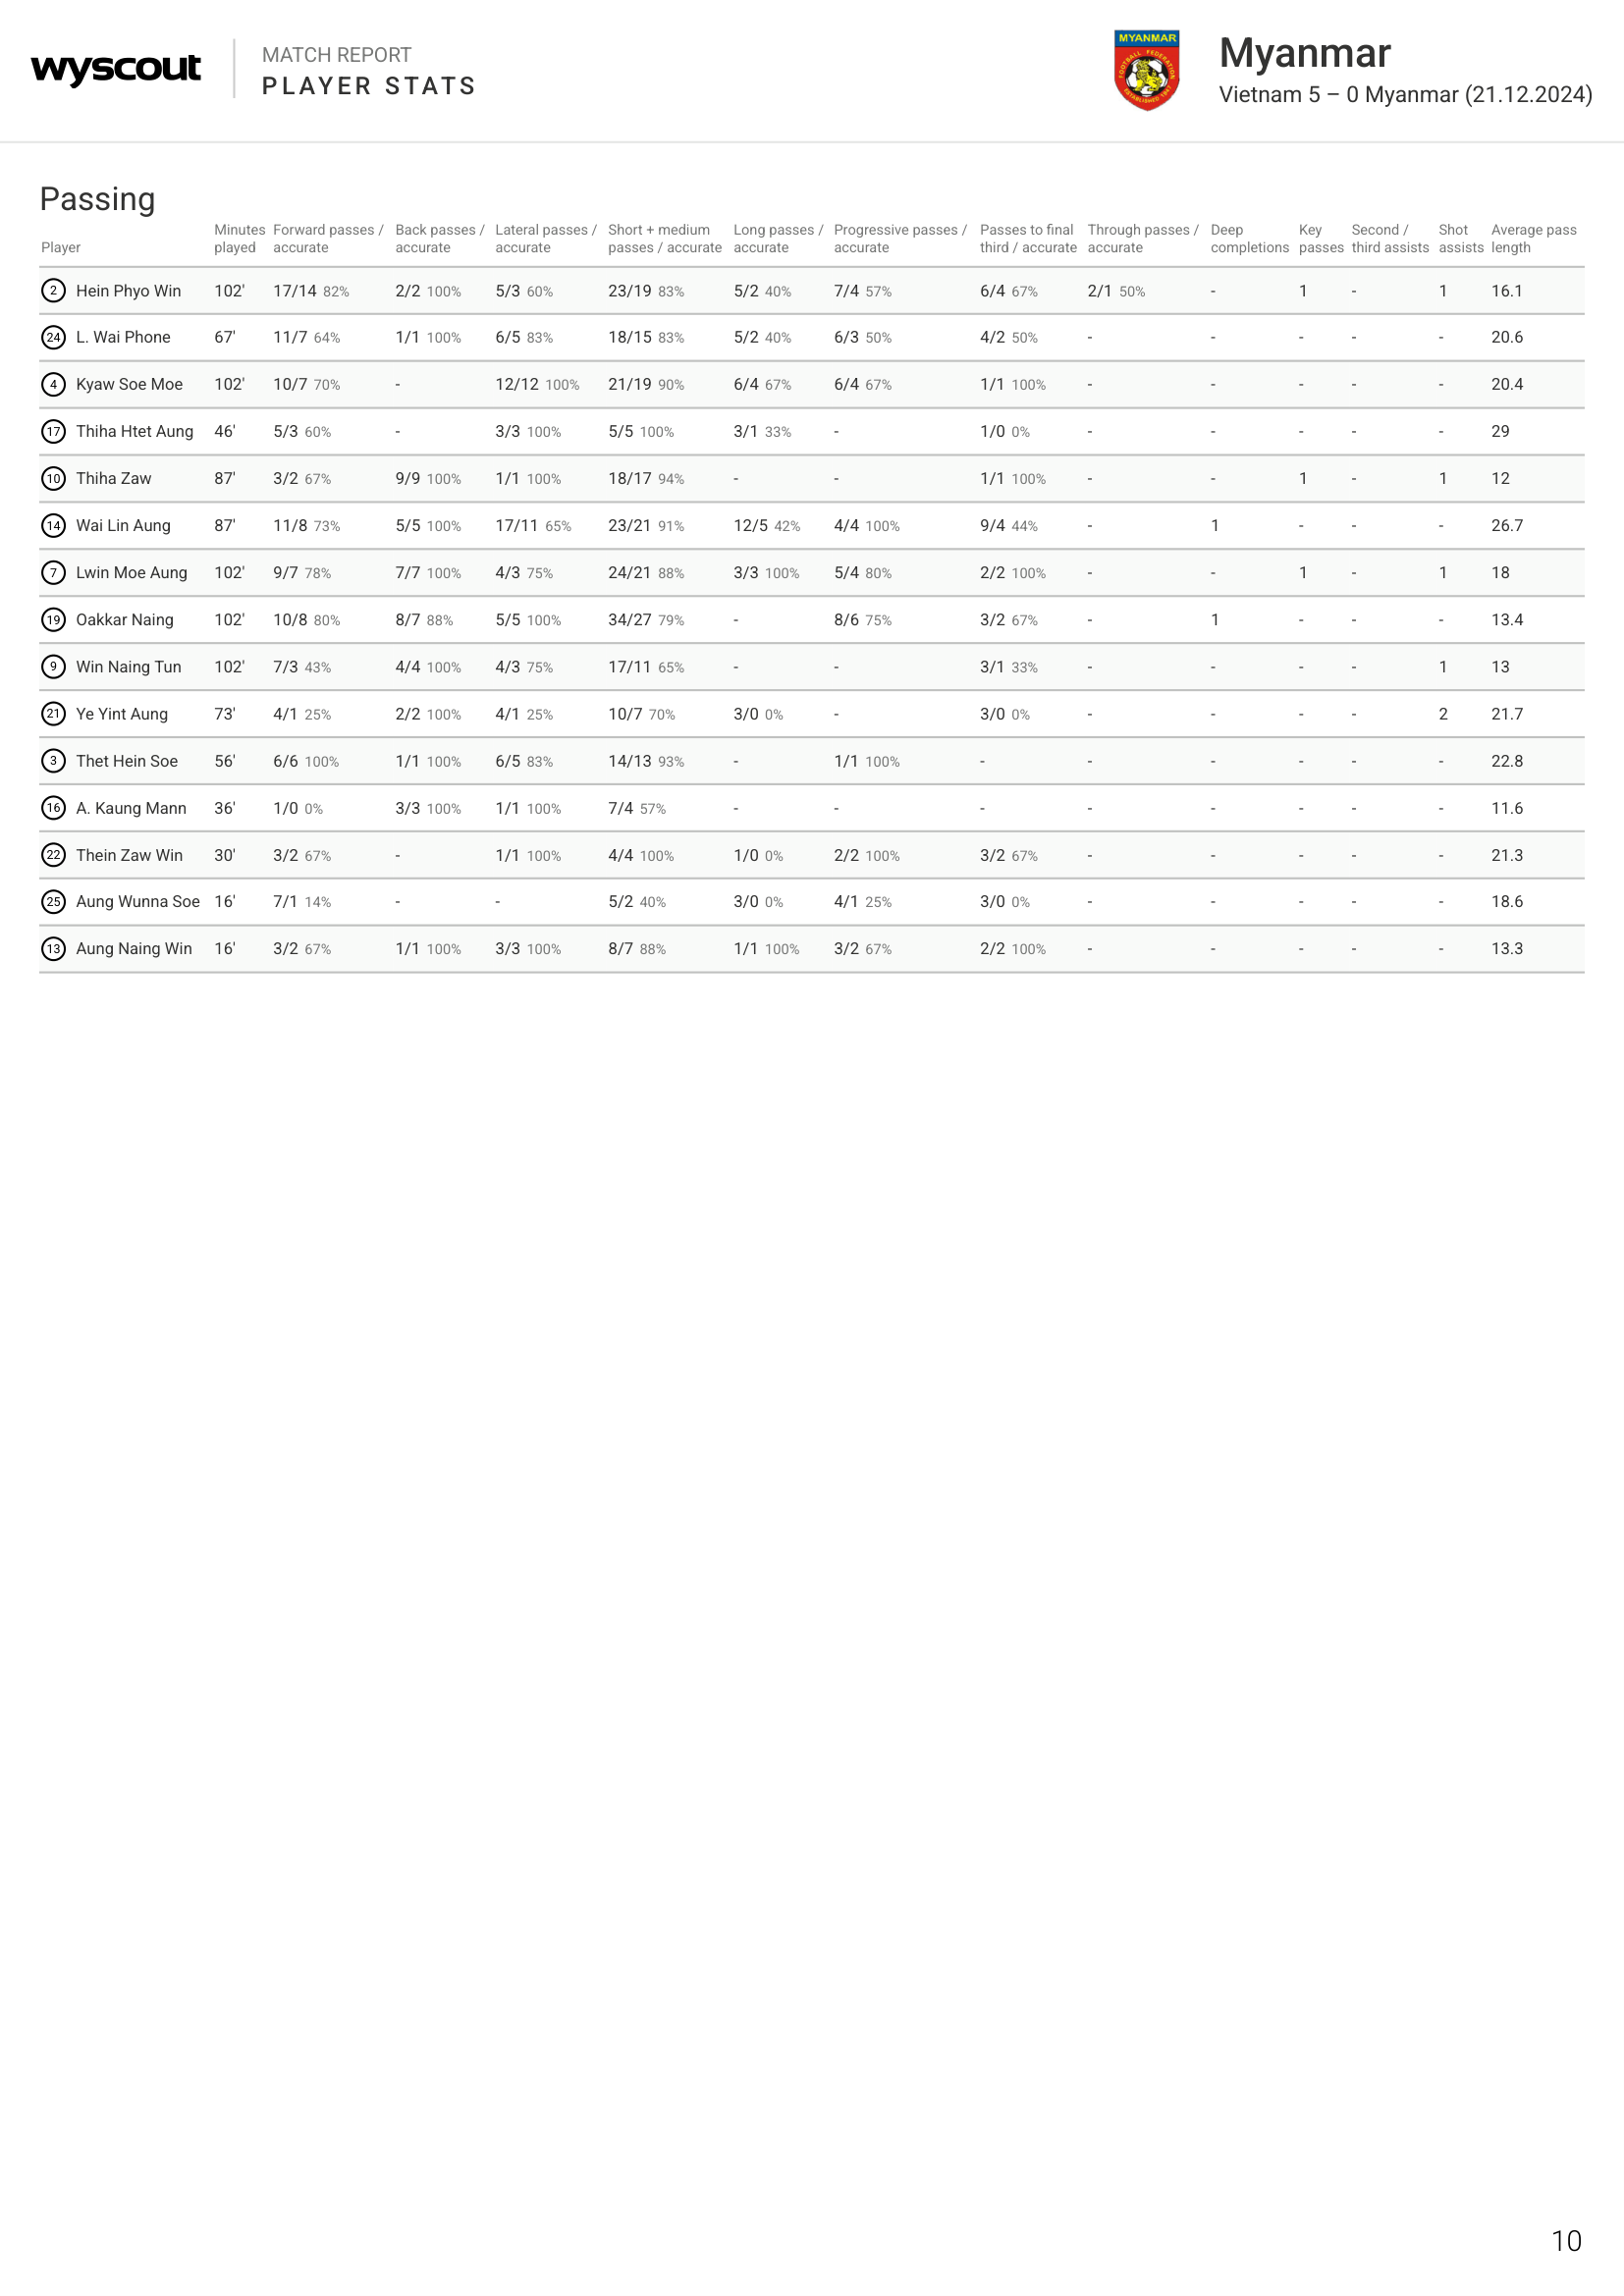 wyscout
MATCH REPORT
PLAYER STATS
MYANMAR
FOOTBALL FEDERATION
ESTABLISHED 1947
Myanmar
Vietnam 5 – 0 Myanmar (21.12.2024)
Passing
Player Minutes played Forward passes / accurate Back passes / accurate Lateral passes / accurate Short + medium passes / accurate Long passes / accurate Progressive passes / accurate Passes to final third / accurate Through passes / accurate Deep completions Key passes Second / third assists Shot assists Average pass length
2 Hein Phyo Win 102' 17/14 82% 2/2 100% 5/3 60% 23/19 83% 5/2 40% 7/4 57% 6/4 67% 2/1 50% - 1 - 1 16.1
24 L. Wai Phone 67' 11/7 64% 1/1 100% 6/5 83% 18/15 83% 5/2 40% 6/3 50% 4/2 50% - - - - - 20.6
4 Kyaw Soe Moe 102' 10/7 70% - 12/12 100% 21/19 90% 6/4 67% 6/4 67% 1/1 100% - - - - - 20.4
17 Thiha Htet Aung 46' 5/3 60% - 3/3 100% 5/5 100% 3/1 33% - 1/0 0% - - - - - 29
10 Thiha Zaw 87' 3/2 67% 9/9 100% 1/1 100% 18/17 94% - - 1/1 100% - - 1 - 1 12
14 Wai Lin Aung 87' 11/8 73% 5/5 100% 17/11 65% 23/21 91% 12/5 42% 4/4 100% 9/4 44% - 1 - - - 26.7
7 Lwin Moe Aung 102' 9/7 78% 7/7 100% 4/3 75% 24/21 88% 3/3 100% 5/4 80% 2/2 100% - - 1 - 1 18
19 Oakkar Naing 102' 10/8 80% 8/7 88% 5/5 100% 34/27 79% - 8/6 75% 3/2 67% - 1 - - - 13.4
9 Win Naing Tun 102' 7/3 43% 4/4 100% 4/3 75% 17/11 65% - - 3/1 33% - - - - 1 13
21 Ye Yint Aung 73' 4/1 25% 2/2 100% 4/1 25% 10/7 70% 3/0 0% - 3/0 0% - - - - 2 21.7
3 Thet Hein Soe 56' 6/6 100% 1/1 100% 6/5 83% 14/13 93% - 1/1 100% - - - - - - 22.8
16 A. Kaung Mann 36' 1/0 0% 3/3 100% 1/1 100% 7/4 57% - - - - - - - - 11.6
22 Thein Zaw Win 30' 3/2 67% - 1/1 100% 4/4 100% 1/0 0% 2/2 100% 3/2 67% - - - - - 21.3
25 Aung Wunna Soe 16' 7/1 14% - - 5/2 40% 3/0 0% 4/1 25% 3/0 0% - - - - - 18.6
13 Aung Naing Win 16' 3/2 67% 1/1 100% 3/3 100% 8/7 88% 1/1 100% 3/2 67% 2/2 100% - - - - - 13.3
10